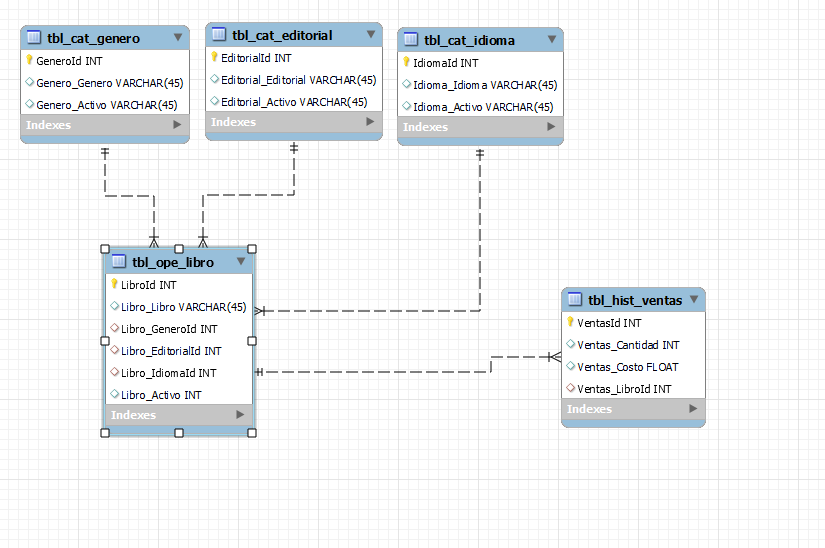 tbl_cat_genero
GeneroId INT
Genero_Genero VARCHAR(45)
Genero_Activo VARCHAR(45)
Indexes
tbl_cat_editorial
EditorialId INT
Editorial_Editorial VARCHAR(45)
Editorial_Activo VARCHAR(45)
Indexes
tbl_cat_idioma
IdiomaId INT
Idioma_Idioma VARCHAR(45)
Idioma_Activo VARCHAR(45)
Indexes
tbl_ope_libro
LibroId INT
Libro_Libro VARCHAR(45)
Libro_GeneroId INT
Libro_EditorialId INT
Libro_IdiomaId INT
Libro_Activo INT
Indexes
tbl_hist_ventas
VentasId INT
Ventas_Cantidad INT
Ventas_Costo FLOAT
Ventas_LibroId INT
Indexes